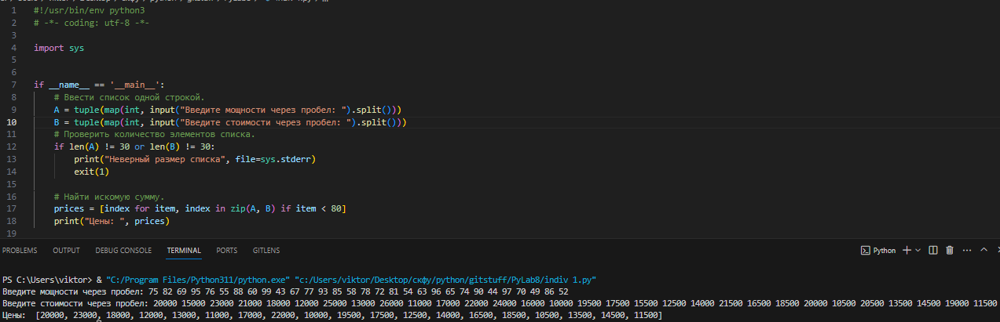 1 #!/usr/bin/env python3
2 # -*- coding: utf-8 -*-
3
4 import sys
5
6
7 if __name__ == '__main__':
8 # Ввести список одной строкой.
9 A = tuple(map(int, input("Введите мощности через пробел: ").split()))
10 B = tuple(map(int, input("Введите стоимости через пробел: ").split()))
11 # Проверить количество элементов списка.
12 if len(A) != 30 or len(B) != 30:
13 print("Неверный размер списка", file=sys.stderr)
14 exit(1)
15
16 # Найти искомую сумму.
17 prices = [index for item, index in zip(A, B) if item < 80]
18 print("Цены: ", prices)
19
PROBLEMS OUTPUT DEBUG CONSOLE TERMINAL PORTS GITLENS Python
PS C:\Users\viktor> & "C:/Program Files/Python311/python.exe" "c:/Users/viktor/Desktop/скфу/python/gitstuff/PyLab8/indiv 1.py"
Введите мощности через пробел: 75 82 69 95 76 55 88 60 99 43 67 77 93 85 58 78 72 81 54 63 96 65 74 90 44 97 70 49 86 52
Введите стоимости через пробел: 20000 15000 23000 21000 18000 12000 25000 13000 26000 11000 17000 22000 24000 16000 10000 19500 17500 15500 12500 14000 21500 16500 18500 20000 10500 20500 13500 14500 19000 11500
Цены:  [20000, 23000, 18000, 12000, 13000, 11000, 17000, 22000, 10000, 19500, 17500, 12500, 14000, 16500, 18500, 10500, 13500, 14500, 11500]